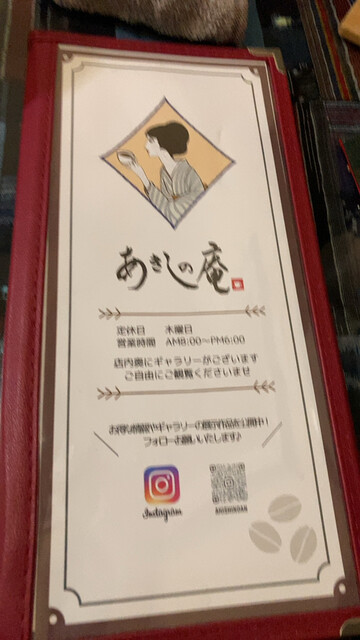 あきしの庵
定休日 木曜日
営業時間 AM8:00〜PM6:00
店内奥にギャラリーがございます
ご自由にご観覧くださいませ
フォローお願いいたします♪
Instagram